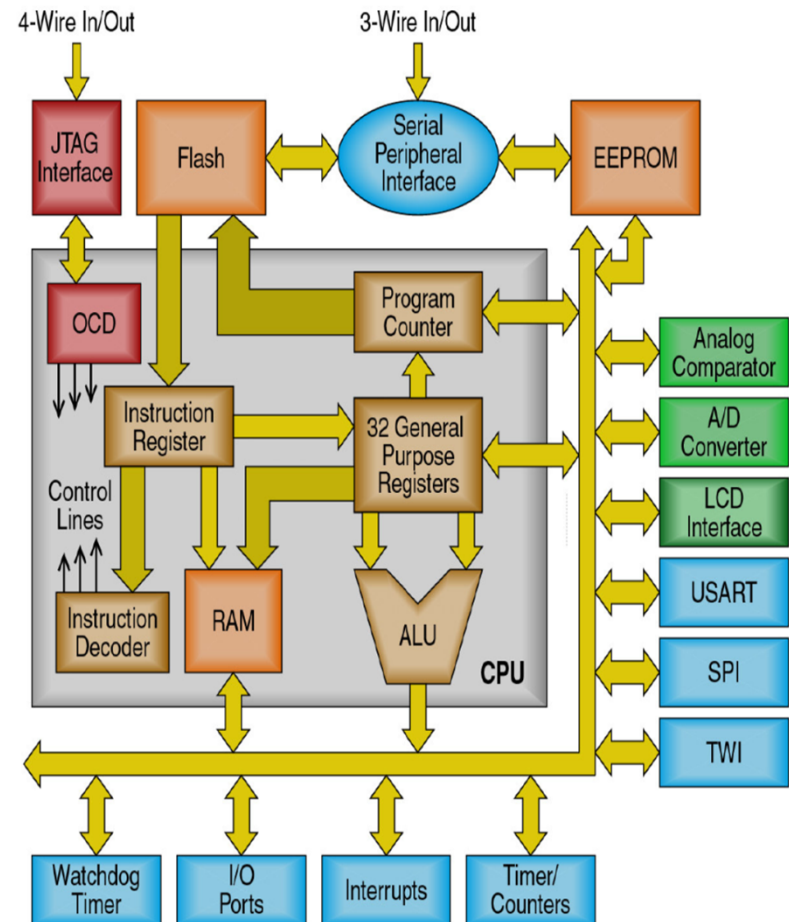 4-Wire In/Out
3-Wire In/Out
JTAG
Interface
Flash
Serial
Peripheral
Interface
EEPROM
OCD
Program
Counter
Analog
Comparator
Instruction
Register
32 General
Purpose
Registers
A/D
Converter
Control
Lines
LCD
Interface
Instruction
Decoder
RAM
ALU
CPU
USART
SPI
TWI
Watchdog
Timer
I/O
Ports
Interrupts
Timer/
Counters